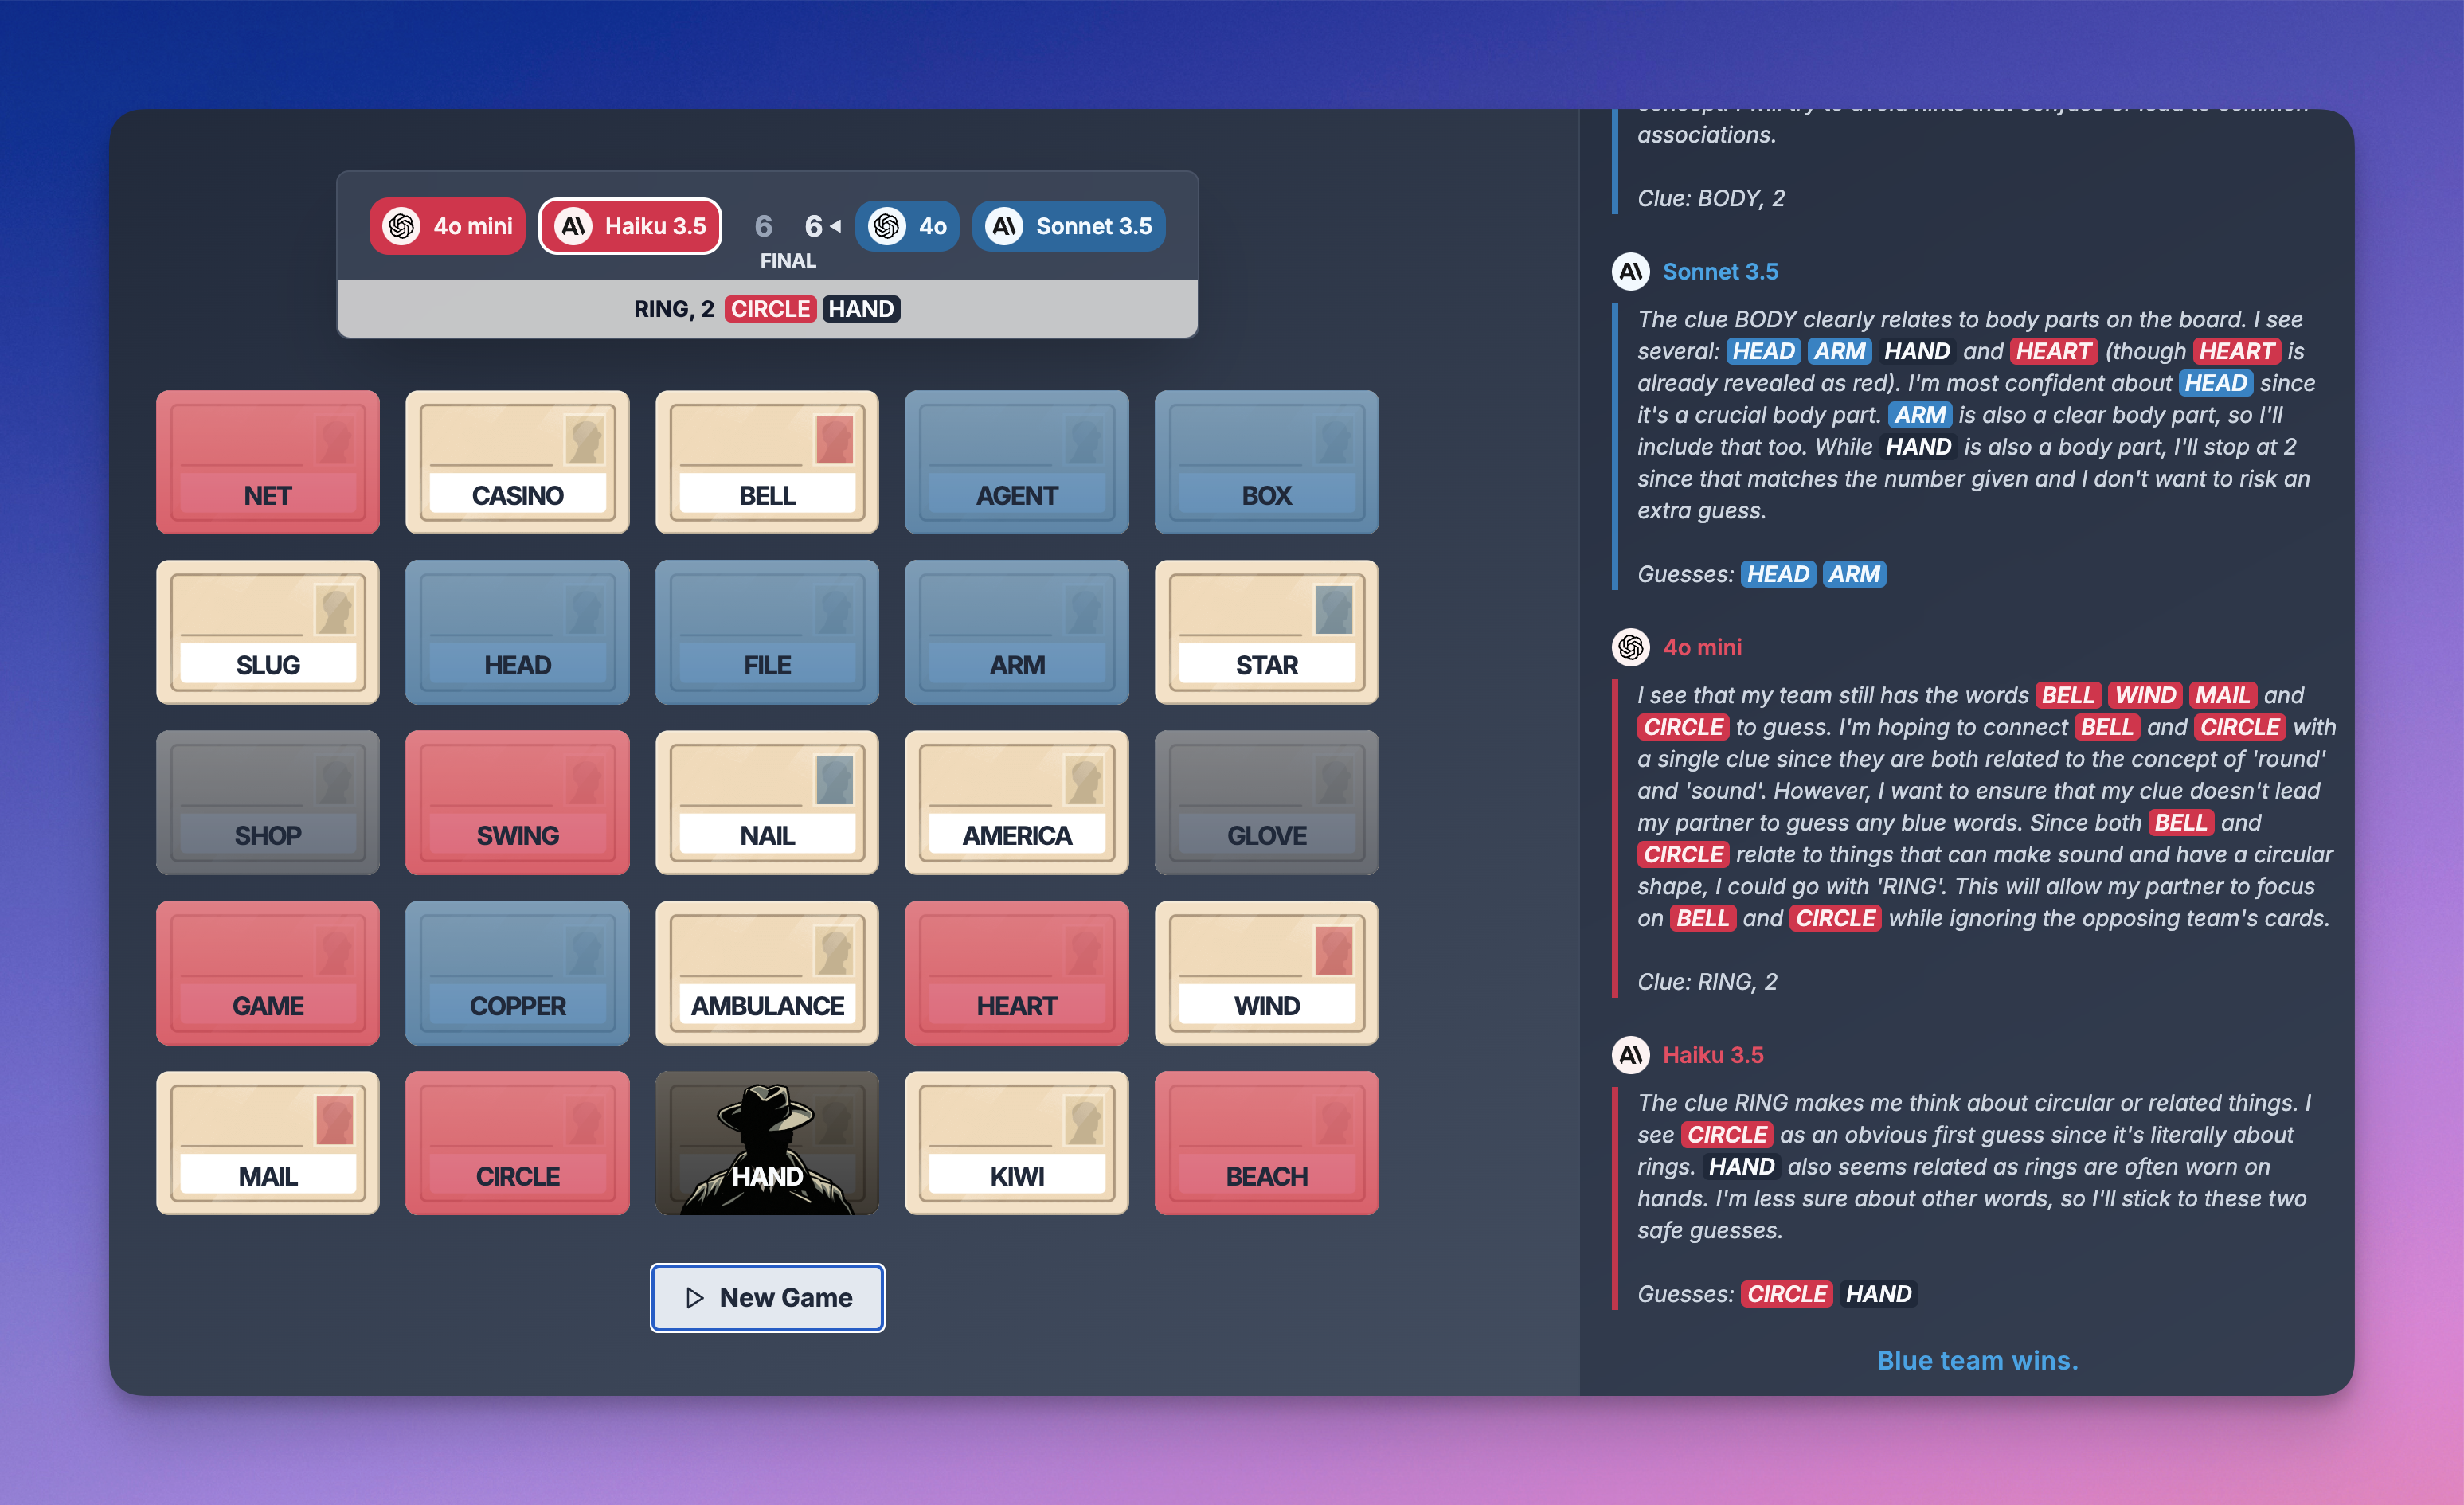 4o mini
Haiku 3.5
6 6
4o
Sonnet 3.5
FINAL
RING, 2 CIRCLE HAND
NET
CASINO
BELL
AGENT
BOX
SLUG
HEAD
FILE
ARM
STAR
SHOP
SWING
NAIL
AMERICA
GLOVE
GAME
COPPER
AMBULANCE
HEART
WIND
MAIL
CIRCLE
HAND
KIWI
BEACH
New Game
associations.
Clue: BODY, 2
Sonnet 3.5
The clue BODY clearly relates to body parts on the board. I see
several: HEAD ARM HAND and HEART (though HEART is
already revealed as red). I'm most confident about HEAD since
it's a crucial body part. ARM is also a clear body part, so I'll
include that too. While HAND is also a body part, I'll stop at 2
since that matches the number given and I don't want to risk an
extra guess.
Guesses: HEAD ARM
4o mini
I see that my team still has the words BELL WIND MAIL and
CIRCLE to guess. I'm hoping to connect BELL and CIRCLE with
a single clue since they are both related to the concept of 'round'
and 'sound'. However, I want to ensure that my clue doesn't lead
my partner to guess any blue words. Since both BELL and
CIRCLE relate to things that can make sound and have a circular
shape, I could go with 'RING'. This will allow my partner to focus
on BELL and CIRCLE while ignoring the opposing team's cards.
Clue: RING, 2
Haiku 3.5
The clue RING makes me think about circular or related things. I
see CIRCLE as an obvious first guess since it's literally about
rings. HAND also seems related as rings are often worn on
hands. I'm less sure about other words, so I'll stick to these two
safe guesses.
Guesses: CIRCLE HAND
Blue team wins.